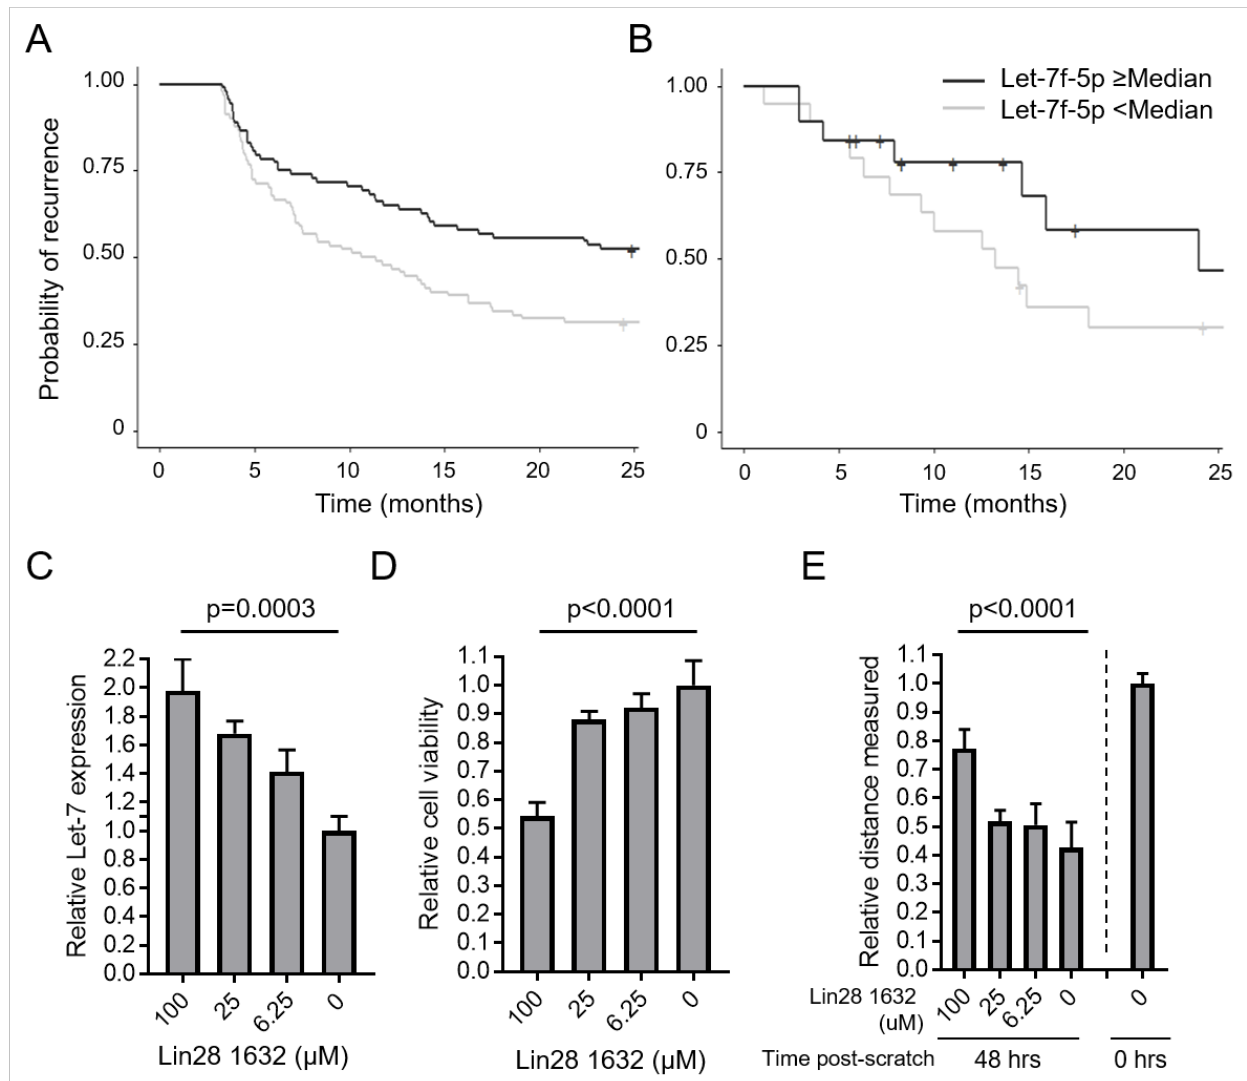 A
B
Let-7f-5p ≥Median
Let-7f-5p <Median
Probability of recurrence
1.00
0.75
0.50
0.25
0
0 5 10 15 20 25
Time (months)
1.00
0.75
0.50
0.25
0
0 5 10 15 20 25
Time (months)
C
p=0.0003
Relative Let-7 expression
2.2
2.0
1.8
1.6
1.4
1.2
1.0
0.8
0.6
0.4
0.2
0.0
100 25 6.25 0
Lin28 1632 (µM)
D
p<0.0001
Relative cell viability
1.1
1.0
0.9
0.8
0.7
0.6
0.5
0.4
0.3
0.2
0.1
0.0
100 25 6.25 0
Lin28 1632 (µM)
E
p<0.0001
Relative distance measured
1.1
1.0
0.9
0.8
0.7
0.6
0.5
0.4
0.3
0.2
0.1
0.0
Lin28 1632
(uM)
100 25 6.25 0 0
Time post-scratch 48 hrs 0 hrs